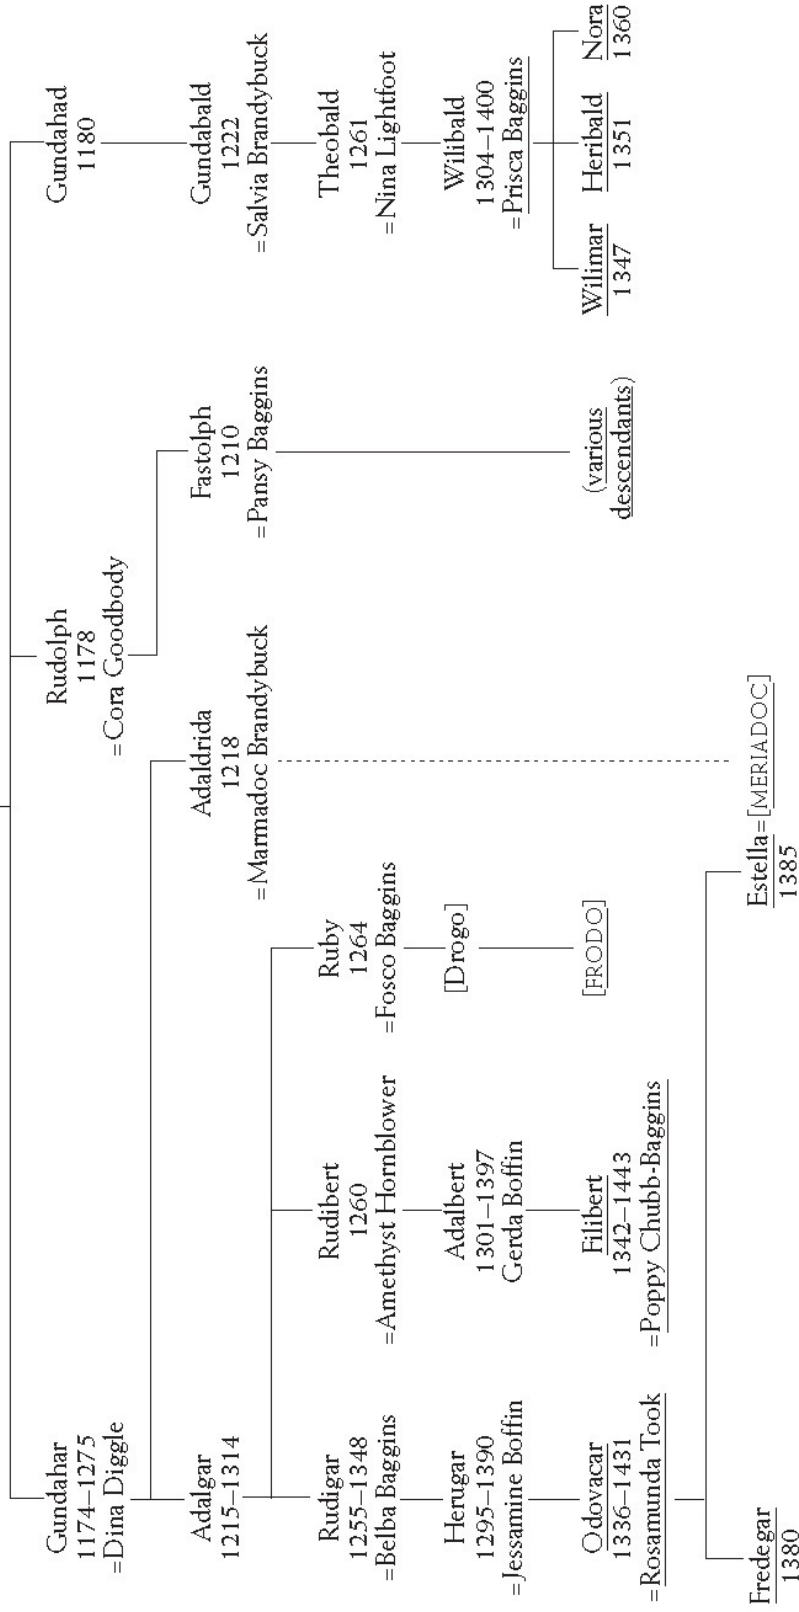 Gundahar
1174–1275
=Dina Diggle
Rudolph
1178
=Cora Goodbody
Gundahad
1180
Adalgar
1215–1314
Adaldrida
1218
=Marmadoc Brandybuck
Fastolph
1210
=Pansy Baggins
Gundabald
1222
=Salvia Brandybuck
Rudigar
1255–1348
=Belba Baggins
Rudibert
1260
=Amethyst Hornblower
Ruby
1264
=Fosco Baggins
Theobald
1261
=Nina Lightfoot
Herugar
1295–1390
=Jessamine Boffin
Adalbert
1301–1397
Gerda Boffin
[Drogo]
Wilibald
1304–1400
=Prisca Baggins
Odovacar
1336–1431
=Rosamunda Took
Filibert
1342–1443
=Poppy Chubb-Baggins
[FRODO]
(various
descendants)
Wilimar
1347
Heribald
1351
Nora
1360
Fredegar
1380
Estella=[MERIADOC]
1385